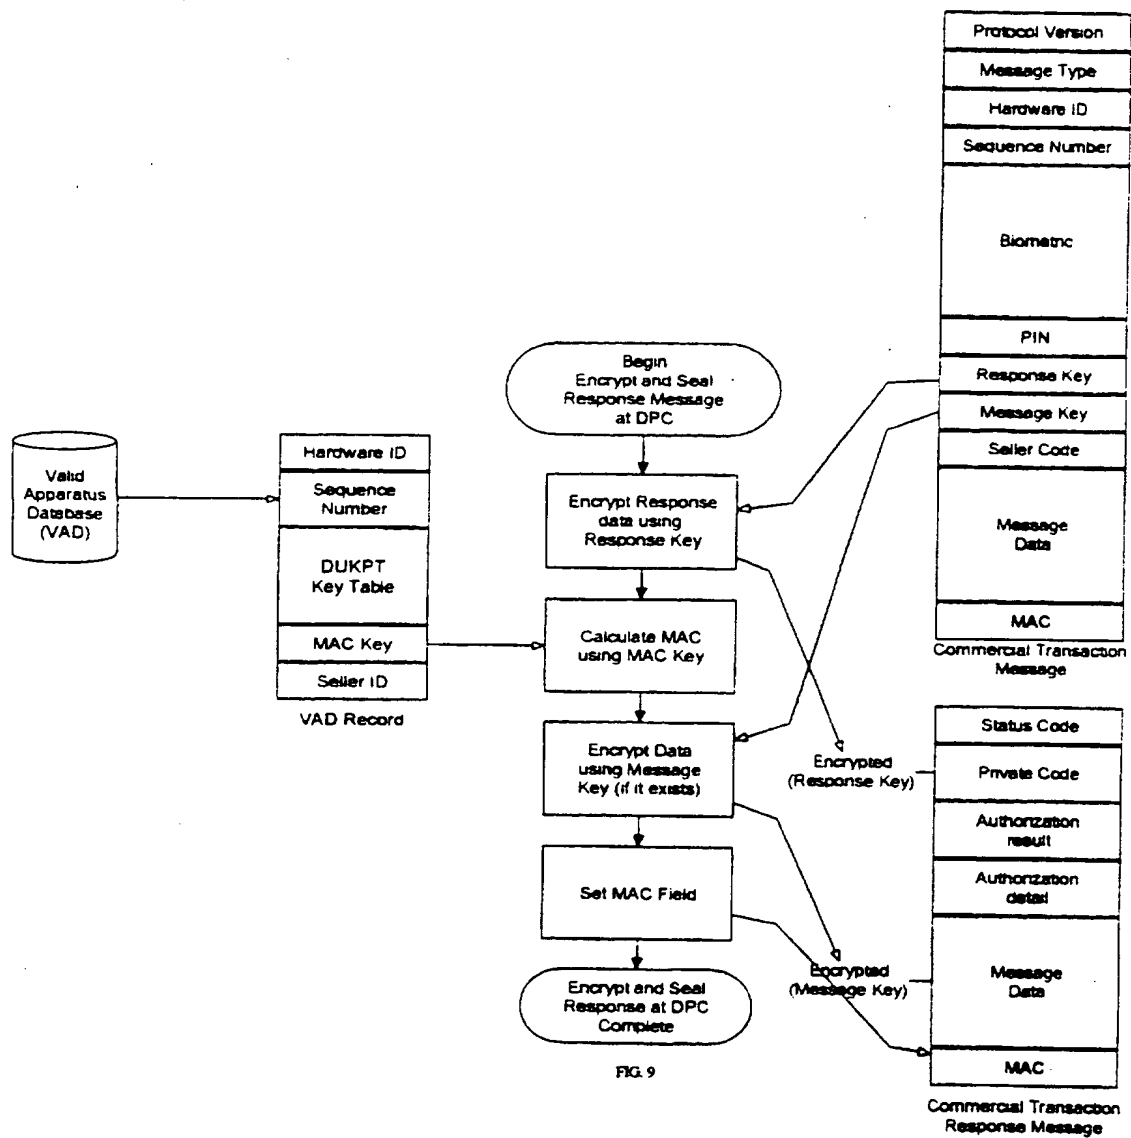 Protocol Version
Message Type
Hardware ID
Sequence Number
Biometric
PIN
Response Key
Message Key
Seller Code
Message
Data
MAC
Commercial Transaction
Message
Begin
Encrypt and Seal
Response Message
at DPC
Valid
Apparatus
Database
(VAD)
Hardware ID
Sequence
Number
DUKPT
Key Table
MAC Key
Seller ID
VAD Record
Encrypt Response
data using
Response Key
Calculate MAC
using MAC Key
Encrypt Data
using Message
Key (if it exists)
Set MAC Field
Encrypt and Seal
Response at DPC
Complete
Encrypted
(Response Key)
Encrypted
(Message Key)
Status Code
Private Code
Authorization
result
Authorization
detail
Message
Data
MAC
Commercial Transaction
Response Message
FIG. 9